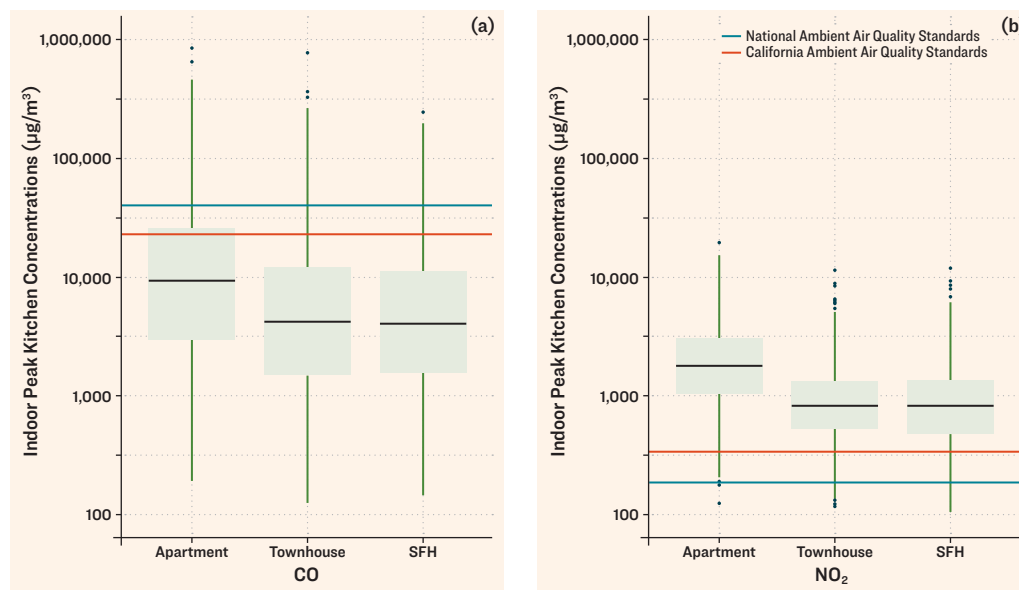 (a)
1,000,000
100,000
10,000
1,000
100
Indoor Peak Kitchen Concentrations (µg/m³)
Apartment Townhouse SFH
CO
(b
National Ambient Air Quality Standards
California Ambient Air Quality Standards
1,000,000
100,000
10,000
1,000
100
Indoor Peak Kitchen Concentrations (µg/m³)
Apartment Townhouse SFH
NO₂